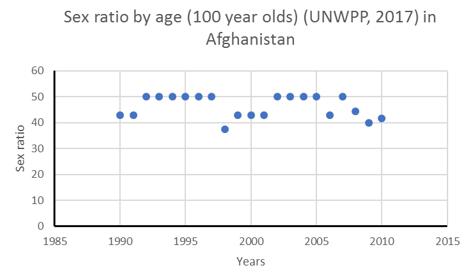 Sex ratio by age (100 year olds) (UNWPP, 2017) in
Afghanistan
60
50
40
30
20
10
0
Sex ratio
1985 1990 1995 2000 2005 2010 2015
Years